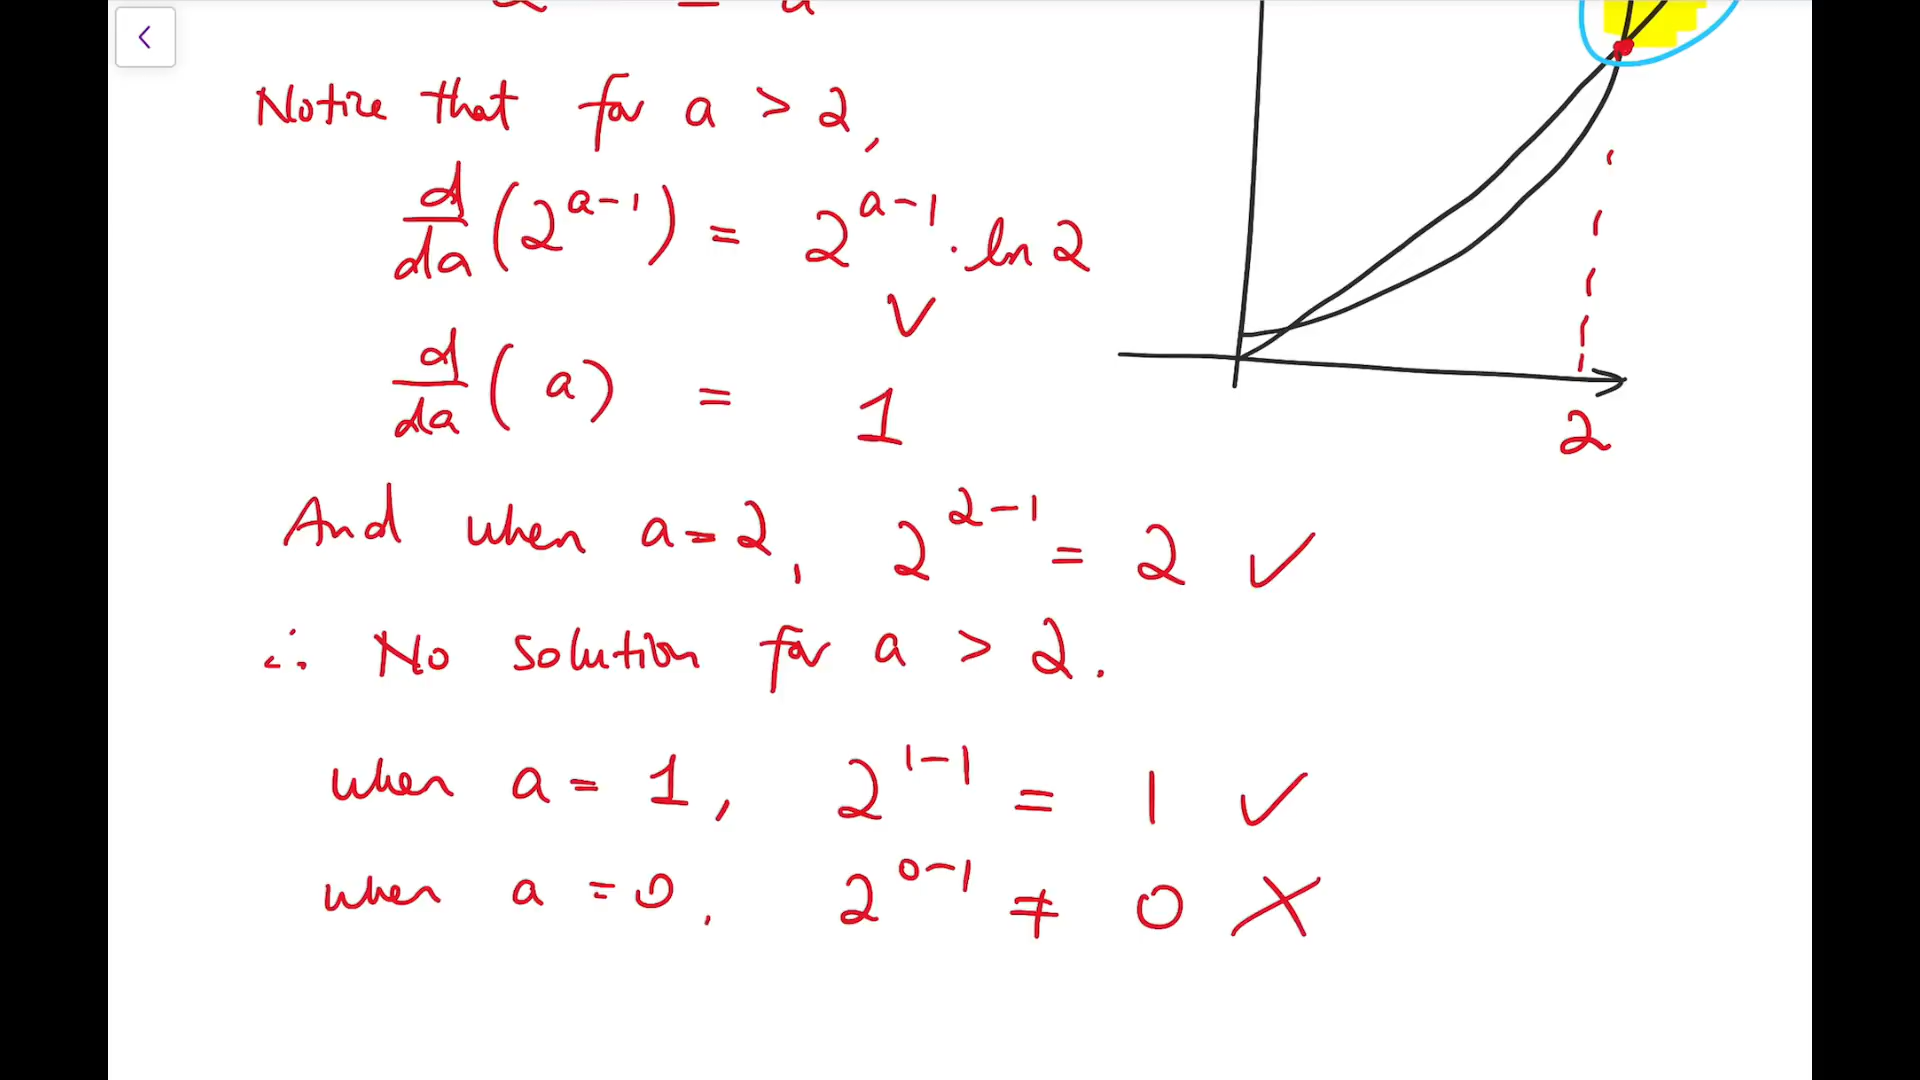 Notice that for a > 2,
d/da (2^{a-1}) = 2^{a-1} · ln 2
V
d/da ( a ) = 1
2
And when a = 2, 2^{2-1} = 2 ✓
∴ No solution for a > 2.
when a = 1, 2^{1-1} = 1 ✓
when a = 0, 2^{0-1} ≠ 0 ✗